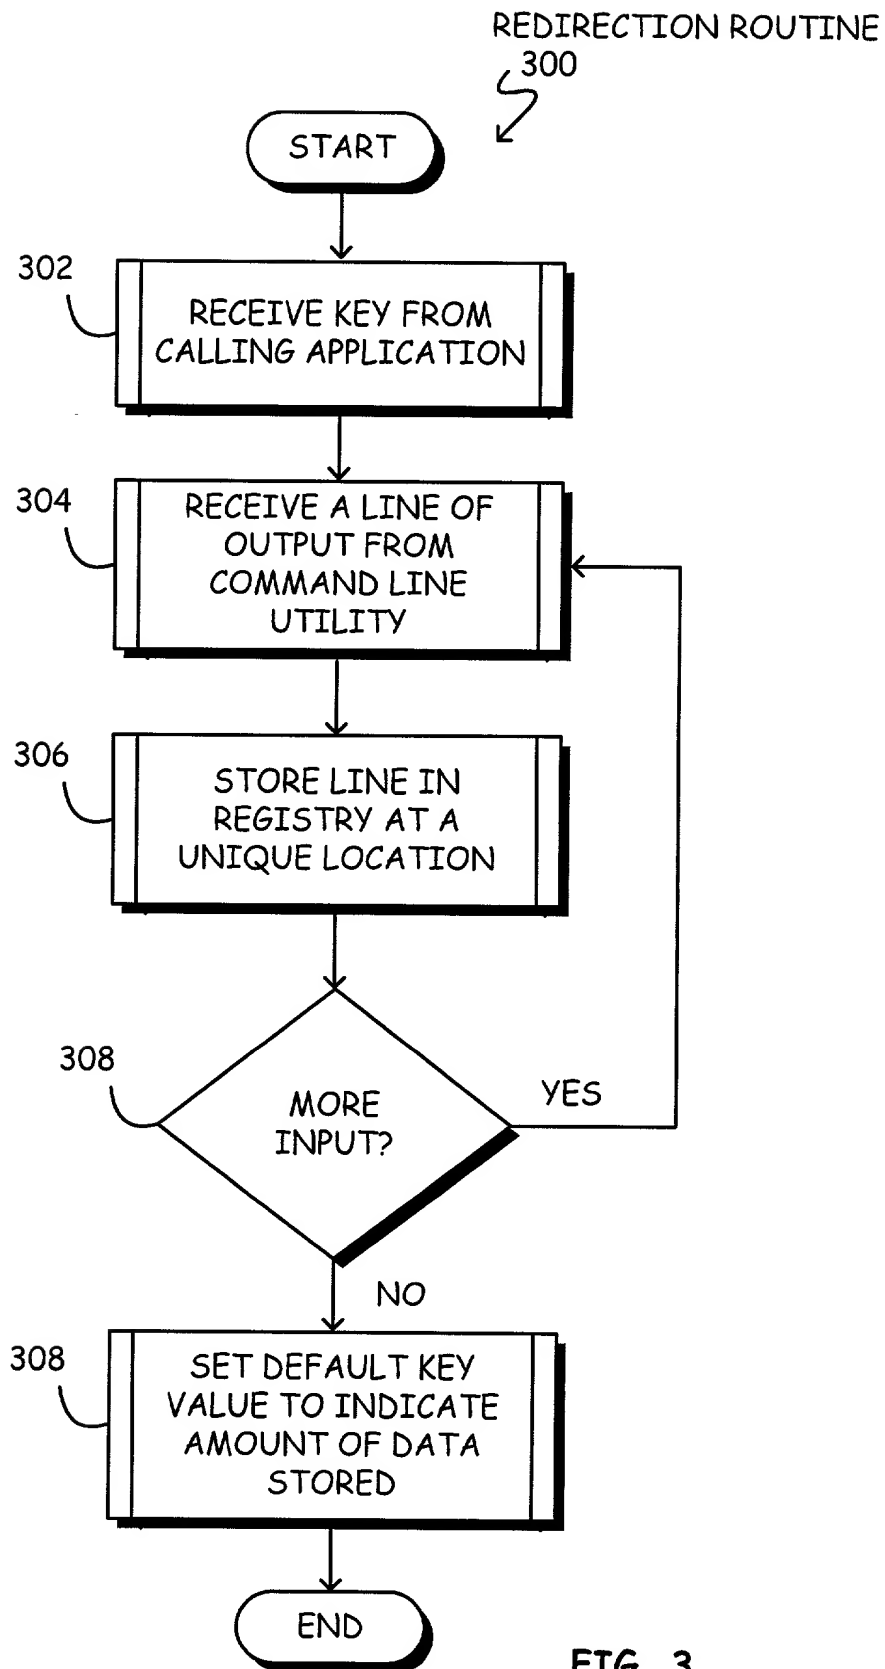 REDIRECTION ROUTINE
300
START
302
RECEIVE KEY FROM
CALLING APPLICATION
304
RECEIVE A LINE OF
OUTPUT FROM
COMMAND LINE
UTILITY
306
STORE LINE IN
REGISTRY AT A
UNIQUE LOCATION
308
MORE
INPUT?
YES
NO
308
SET DEFAULT KEY
VALUE TO INDICATE
AMOUNT OF DATA
STORED
END
FIG. 3